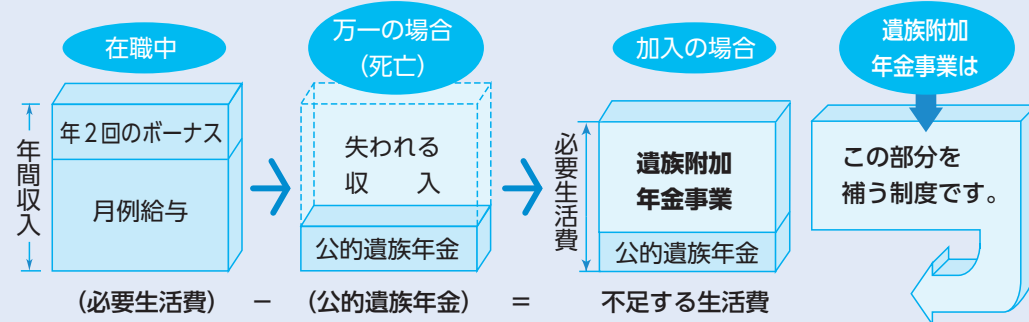 在職中
年間収入
年2回のボーナス
月例給与
万一の場合
（死亡）
失われる
収　入
公的遺族年金
加入の場合
必要生活費
遺族附加
年金事業
公的遺族年金
遺族附加
年金事業は
この部分を
補う制度です。
（必要生活費）　−　（公的遺族年金）　＝　不足する生活費